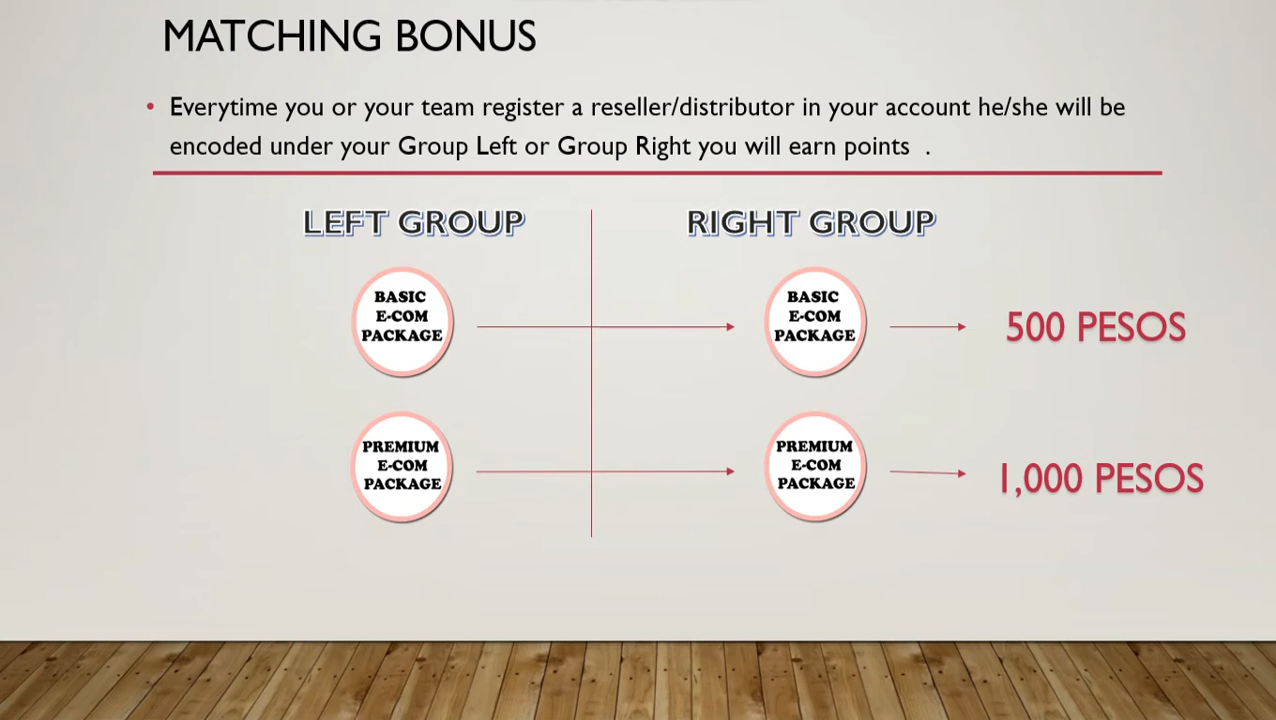 MATCHING BONUS
• Everytime you or your team register a reseller/distributor in your account he/she will be
encoded under your Group Left or Group Right you will earn points .
LEFT GROUP
RIGHT GROUP
BASIC
E-COM
PACKAGE
BASIC
E-COM
PACKAGE
500 PESOS
PREMIUM
E-COM
PACKAGE
PREMIUM
E-COM
PACKAGE
1,000 PESOS